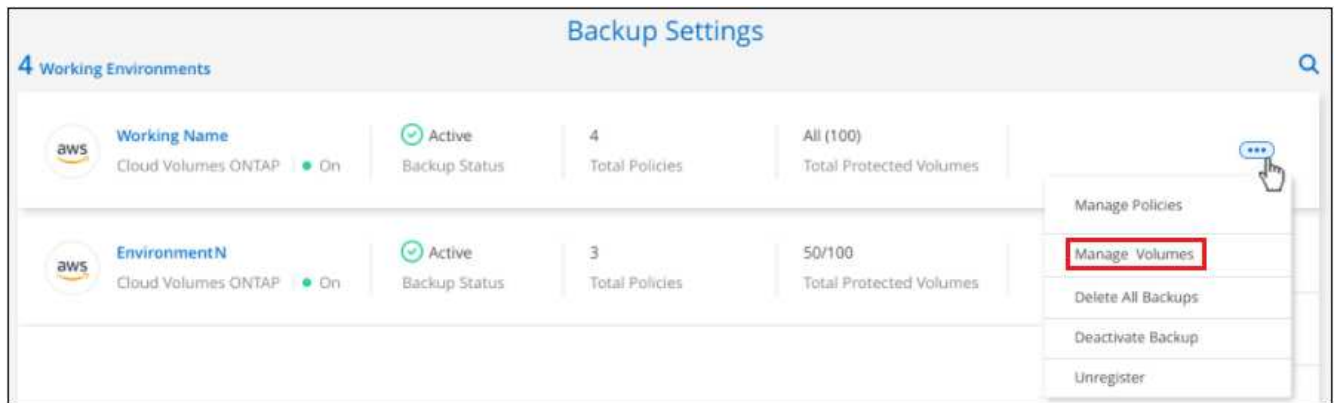 Backup Settings
4 Working Environments
aws
Working Name
Cloud Volumes ONTAP
On
Active
Backup Status
4
Total Policies
All (100)
Total Protected Volumes
Manage Policies
Manage Volumes
Delete All Backups
Deactivate Backup
Unregister
aws
EnvironmentN
Cloud Volumes ONTAP
On
Active
Backup Status
3
Total Policies
50/100
Total Protected Volumes